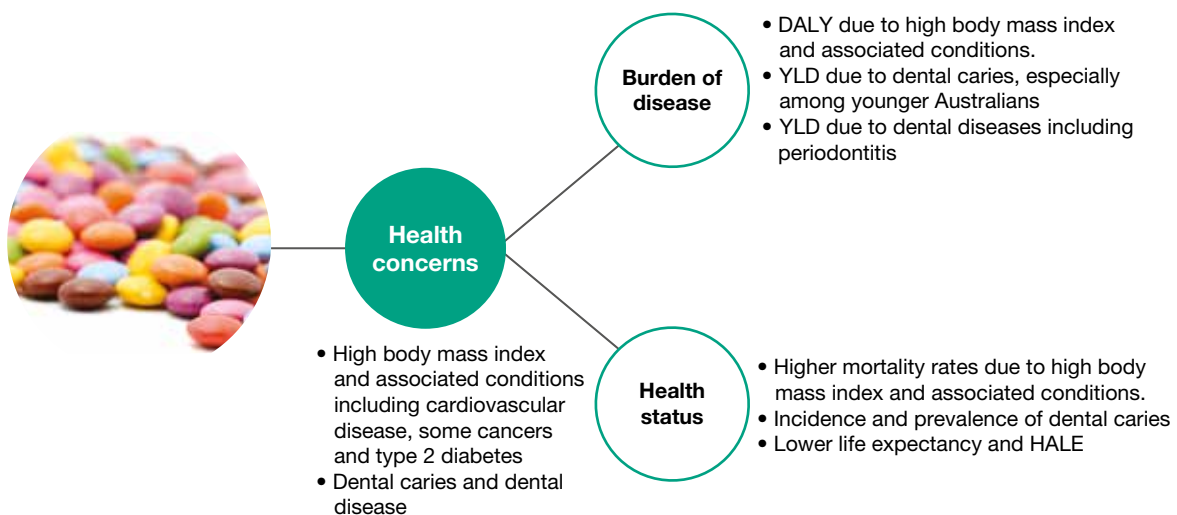 Health
concerns
• High body mass index
and associated conditions
including cardiovascular
disease, some cancers
and type 2 diabetes
• Dental caries and dental
disease
Burden of
disease
• DALY due to high body mass index
and associated conditions.
• YLD due to dental caries, especially
among younger Australians
• YLD due to dental diseases including
periodontitis
Health
status
• Higher mortality rates due to high body
mass index and associated conditions.
• Incidence and prevalence of dental caries
• Lower life expectancy and HALE